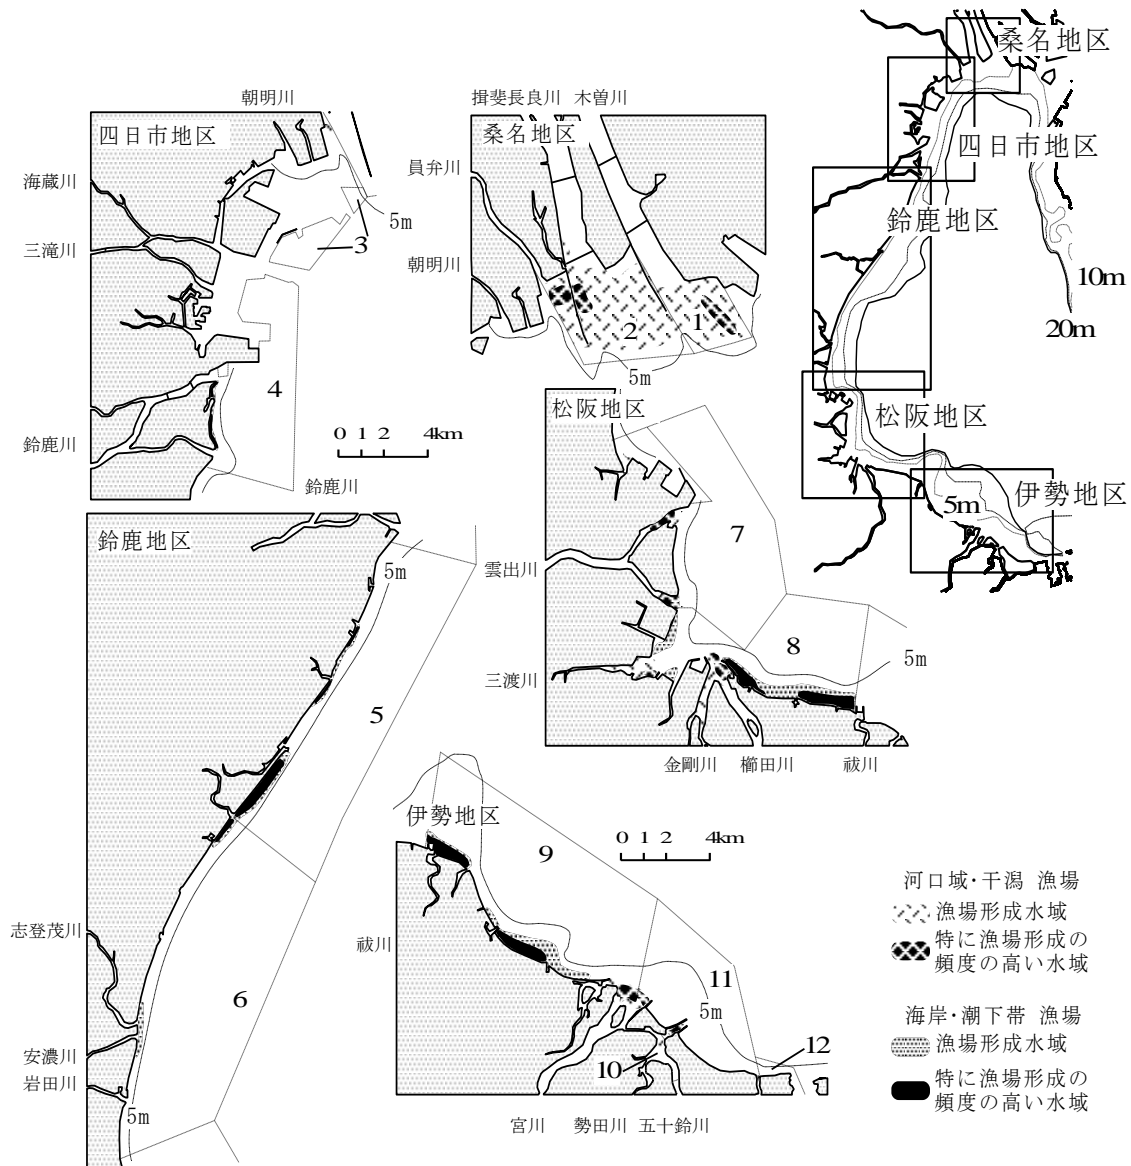 桑名地区
四日市地区
鈴鹿地区
10m
20m
松阪地区
5m
伊勢地区
朝明川
四日市地区
海蔵川
三滝川
5m
3
4
鈴鹿川
0 1 2 4km
鈴鹿川
揖斐長良川 木曽川
桑名地区
員弁川
朝明川
2
1
5m
松阪地区
7
雲出川
8
5m
三渡川
金剛川 櫛田川 祓川
鈴鹿地区
5m
5
志登茂川
6
安濃川
岩田川
5m
伊勢地区
0 1 2 4km
9
祓川
11
5m
12
10
宮川 勢田川 五十鈴川
河口域・干潟 漁場
漁場形成水域
特に漁場形成の
頻度の高い水域
海岸・潮下帯 漁場
漁場形成水域
特に漁場形成の
頻度の高い水域